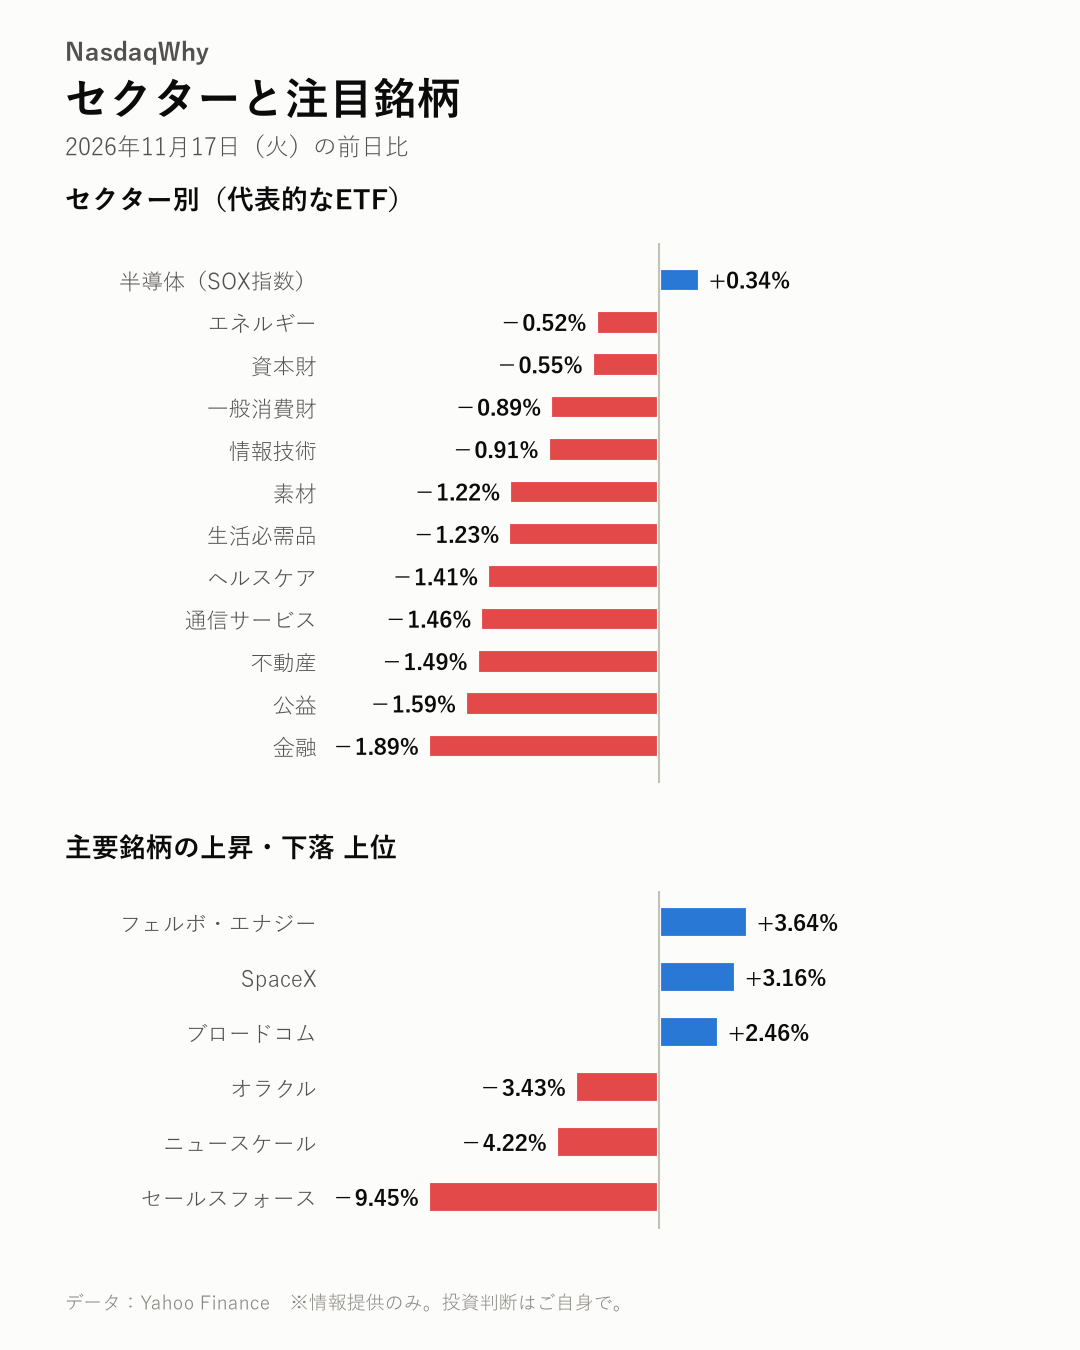 NasdaqWhy
セクターと注目銘柄
2026年11月17日（火）の前日比
セクター別（代表的なETF）
半導体（SOX指数） +0.34%
エネルギー −0.52%
資本財 −0.55%
一般消費財 −0.89%
情報技術 −0.91%
素材 −1.22%
生活必需品 −1.23%
ヘルスケア −1.41%
通信サービス −1.46%
不動産 −1.49%
公益 −1.59%
金融 −1.89%
主要銘柄の上昇・下落 上位
フェルボ・エナジー +3.64%
SpaceX +3.16%
ブロードコム +2.46%
オラクル −3.43%
ニュースケール −4.22%
セールスフォース −9.45%
データ：Yahoo Finance　※情報提供のみ。投資判断はご自身で。